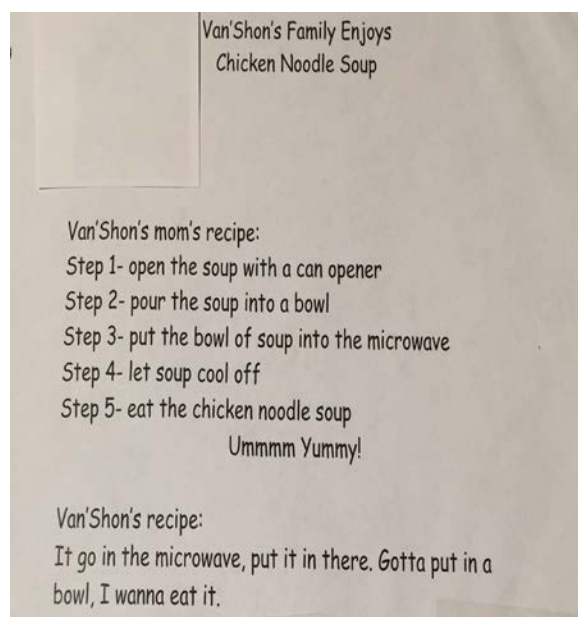 Van'Shon's Family Enjoys
Chicken Noodle Soup
Van'Shon's mom's recipe:
Step 1- open the soup with a can opener
Step 2- pour the soup into a bowl
Step 3- put the bowl of soup into the microwave
Step 4- let soup cool off
Step 5- eat the chicken noodle soup
Ummmm Yummy!
Van'Shon's recipe:
It go in the microwave, put it in there. Gotta put in a
bowl, I wanna eat it.